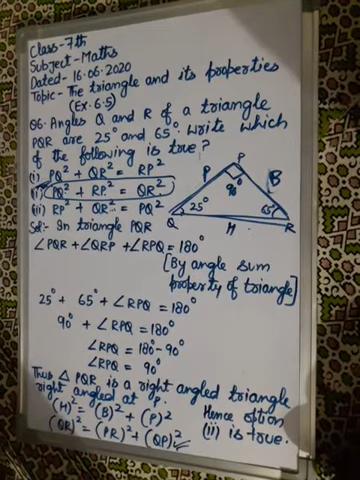 Class-7th
Subject-Maths
Dated-16.06.2020
Topic-The triangle and its properties
(Ex.6.5)
Q6. Angles Q and R of a triangle
PQR are 25° and 65°. Write which
of the following is true?
(i) PQ² + QR² = RP²
(ii) PQ² + RP² = QR²
(iii) RP² + QR² = PQ²
P
P
B
90°
25°
65°
Q
H
R
Sol:- In triangle PQR
∠PQR + ∠QRP + ∠RPQ = 180°
[By angle sum
property of triangle]
25° + 65° + ∠RPQ = 180°
90° + ∠RPQ = 180°
∠RPQ = 180° - 90°
∠RPQ = 90°
Thus △ PQR is a right angled triangle
right angled at P.
(H)² = (B)² + (P)²
Hence option
(QR)² = (PR)² + (QP)²
(ii) is true.